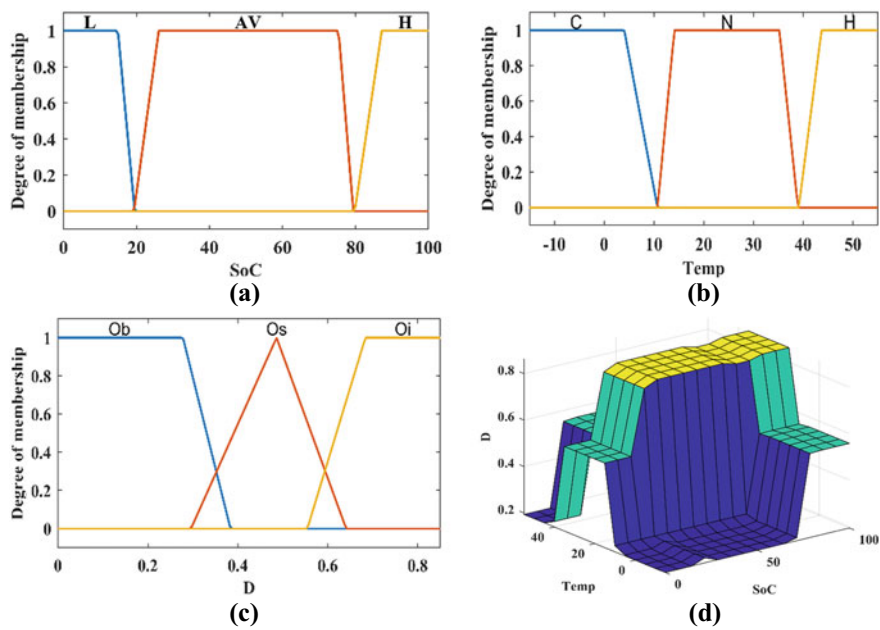 L AV H
1
0.8
0.6
0.4
0.2
0
Degree of membership
0 20 40 60 80 100
SoC
(a)
C N H
1
0.8
0.6
0.4
0.2
0
Degree of membership
-10 0 10 20 30 40 50
Temp
(b)
Ob Os Oi
1
0.8
0.6
0.4
0.2
0
Degree of membership
0 0.2 0.4 0.6 0.8
D
(c)
0.8
0.6
0.4
0.2
D
40 20 0
Temp
0 50 100
SoC
(d)